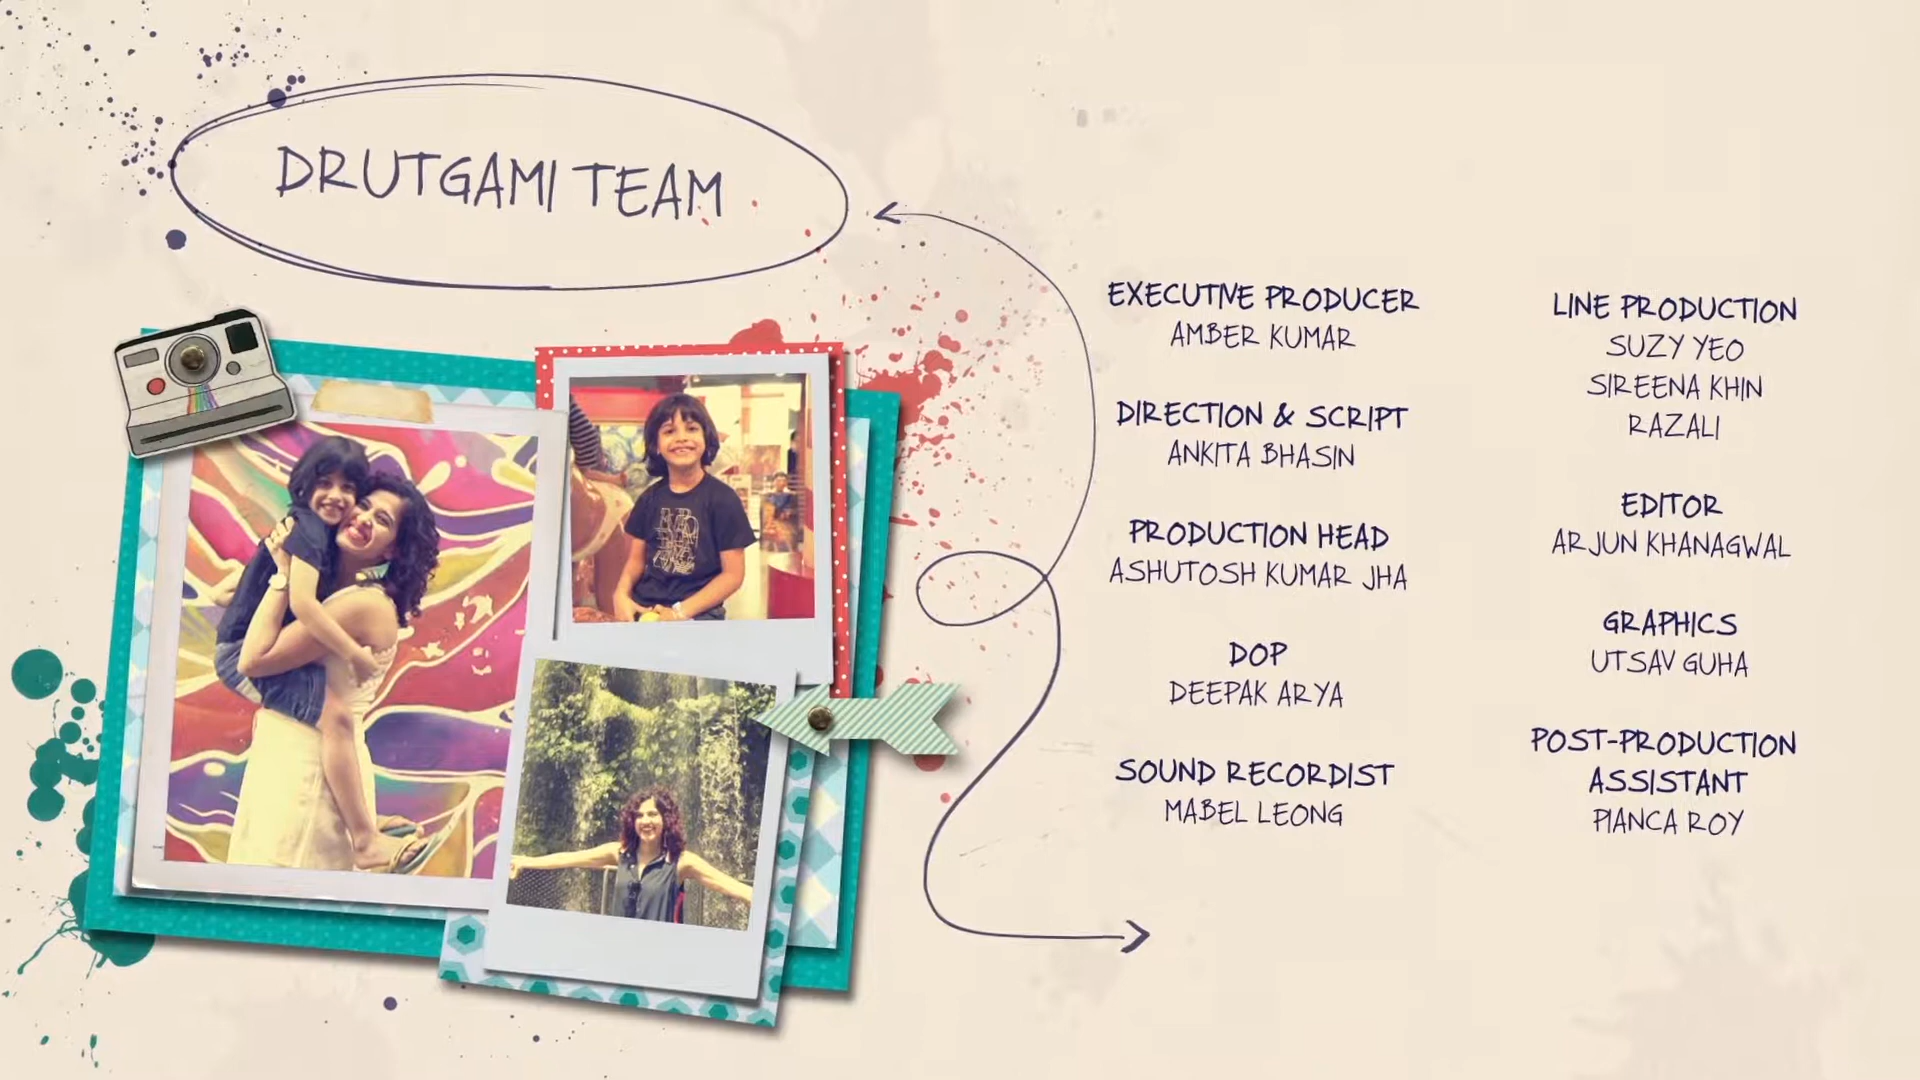 DRUTGAMI TEAM
EXECUTIVE PRODUCER
AMBER KUMAR
DIRECTION & SCRIPT
ANKITA BHASIN
PRODUCTION HEAD
ASHUTOSH KUMAR JHA
DOP
DEEPAK ARYA
SOUND RECORDIST
MABEL LEONG
LINE PRODUCTION
SUZY YEO
SIREENA KHIN
RAZALI
EDITOR
ARJUN KHANAGWAL
GRAPHICS
UTSAV GUHA
POST-PRODUCTION
ASSISTANT
PIANCA ROY